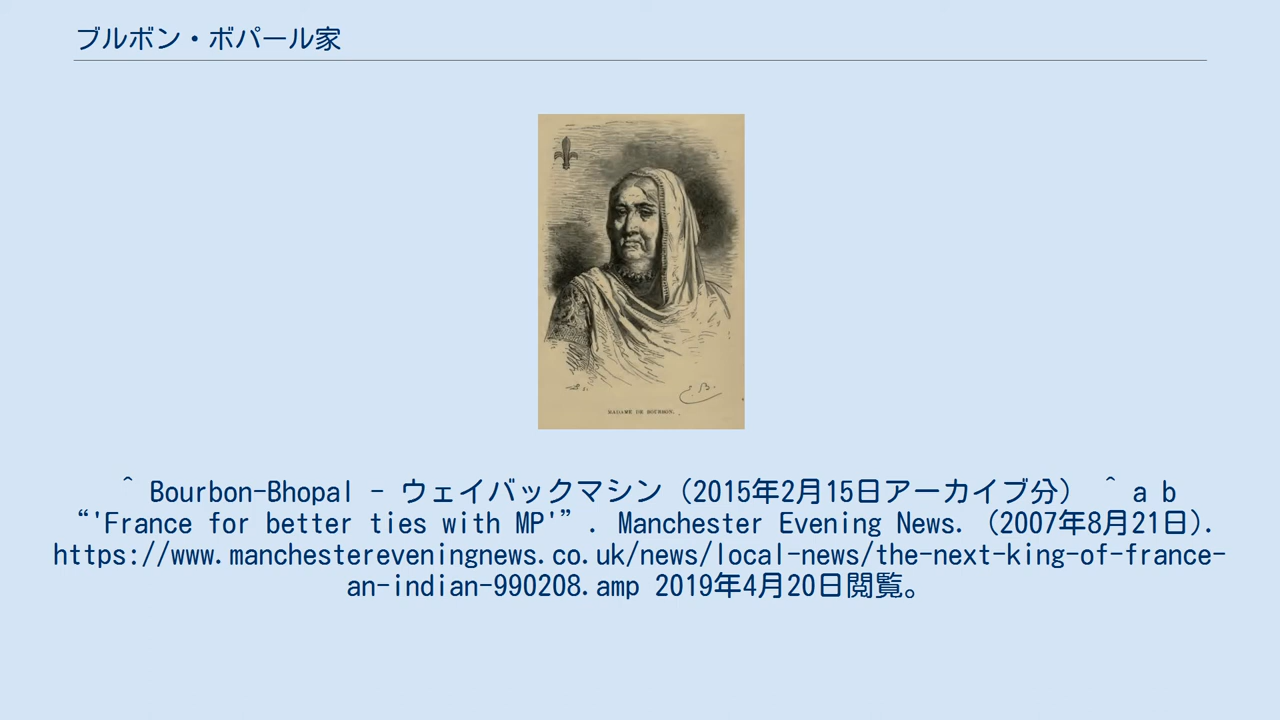 ブルボン・ボパール家
MADAME DE BOURBON.
^ Bourbon-Bhopal - ウェイバックマシン（2015年2月15日アーカイブ分） ^ a b
“'France for better ties with MP'”. Manchester Evening News. (2007年8月21日).
https://www.manchestereveningnews.co.uk/news/local-news/the-next-king-of-france-
an-indian-990208.amp 2019年4月20日閲覧。